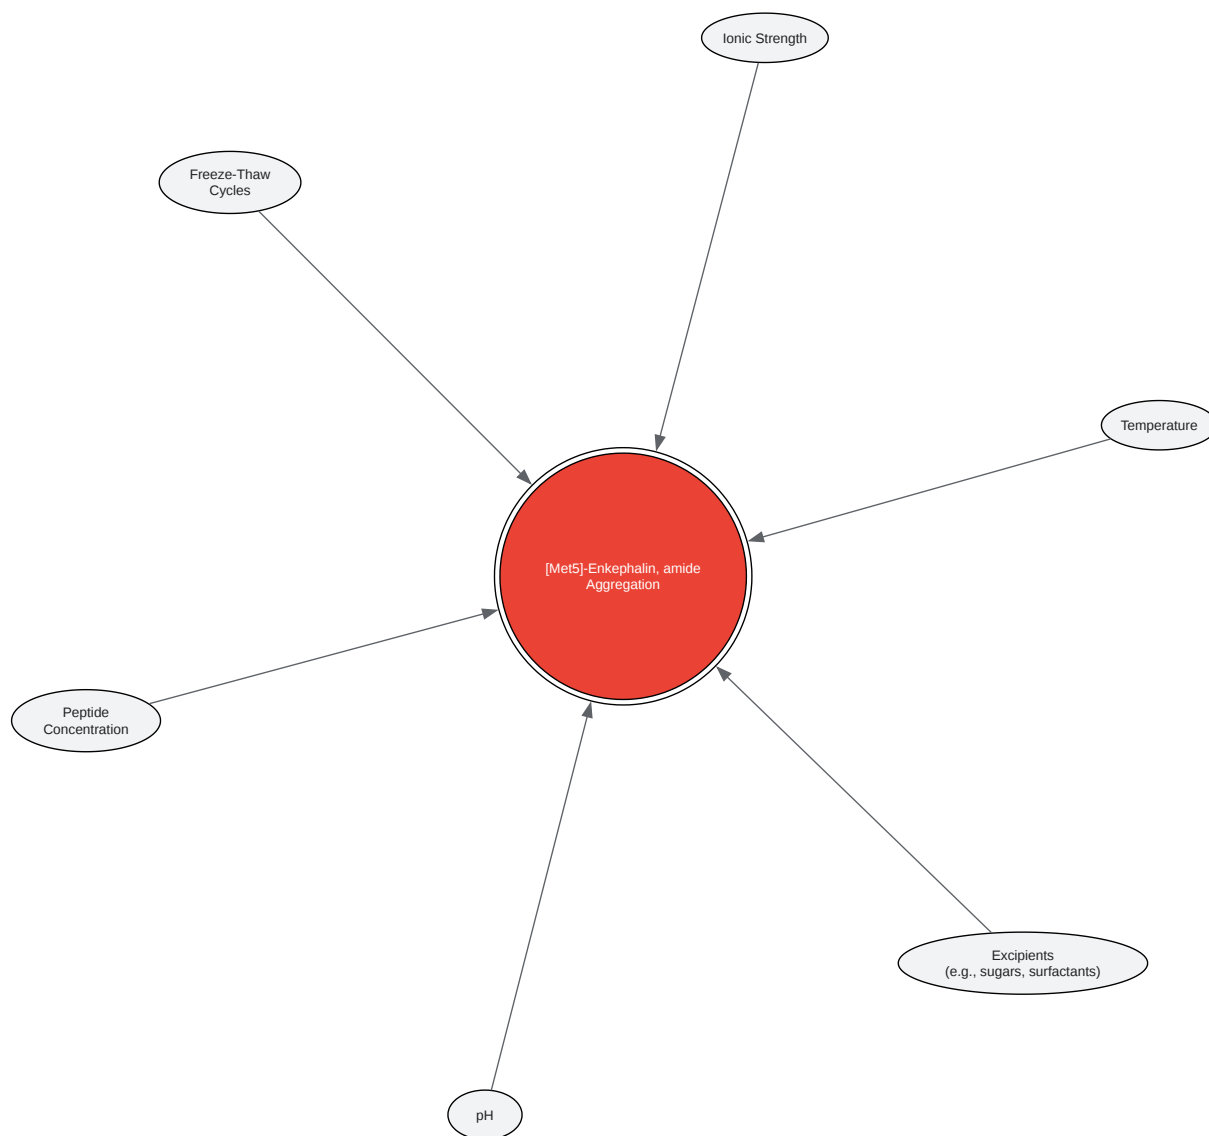 Ionic Strength
Freeze-Thaw
Cycles
Temperature
[Met5]-Enkephalin, amide
Aggregation
Peptide
Concentration
Excipients
(e.g., sugars, surfactants)
pH